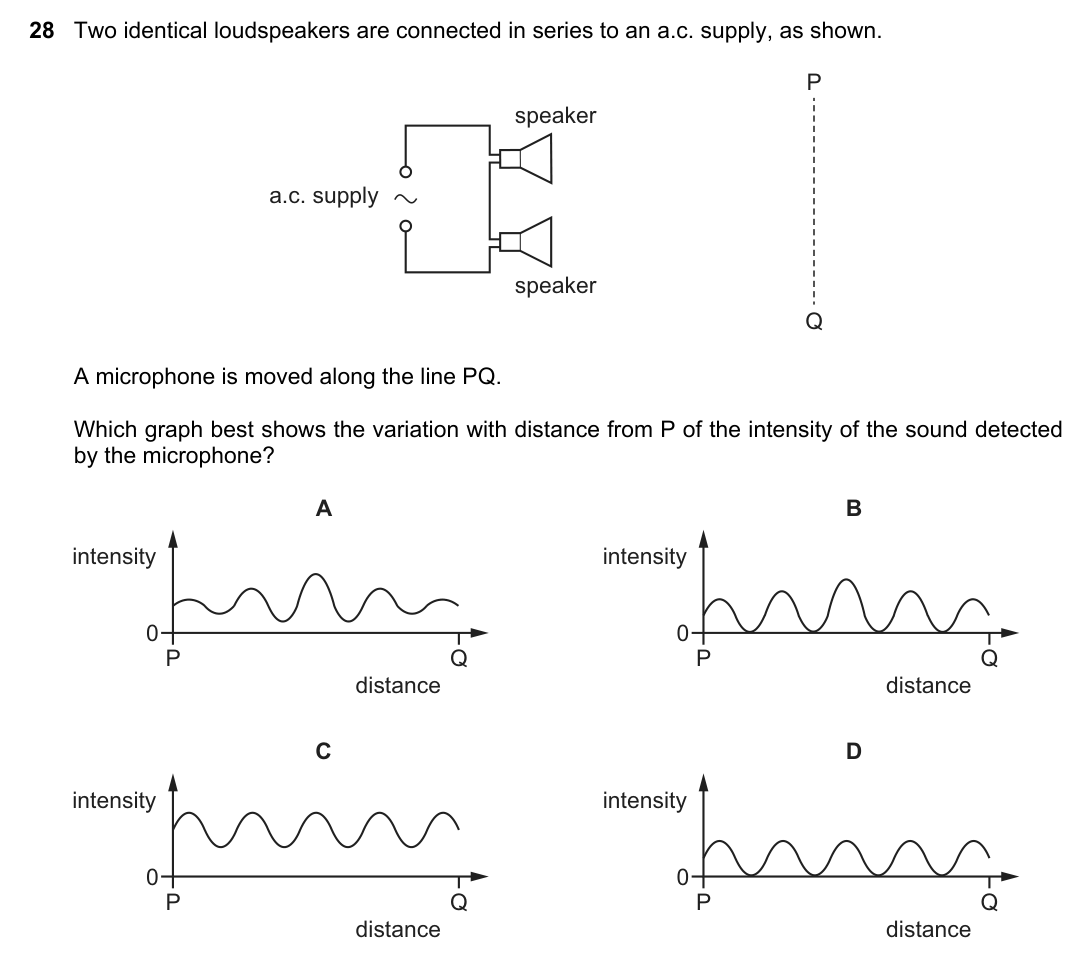 28 Two identical loudspeakers are connected in series to an a.c. supply, as shown.
P
speaker
a.c. supply
speaker
Q
A microphone is moved along the line PQ.
Which graph best shows the variation with distance from P of the intensity of the sound detected
by the microphone?
A
intensity
0
P
Q
distance
B
intensity
0
P
Q
distance
C
intensity
0
P
Q
distance
D
intensity
0
P
Q
distance